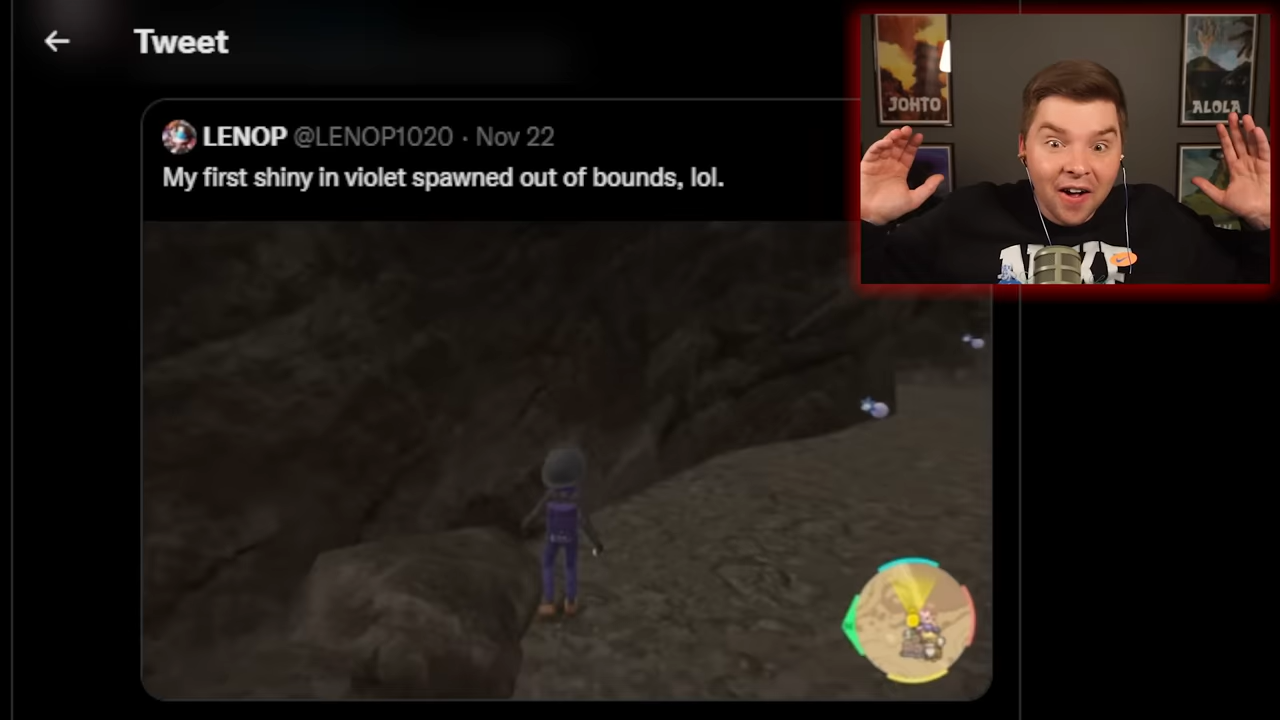 Tweet
LENOP @LENOP1020 · Nov 22
My first shiny in violet spawned out of bounds, lol.
JOHTO
ALOLA